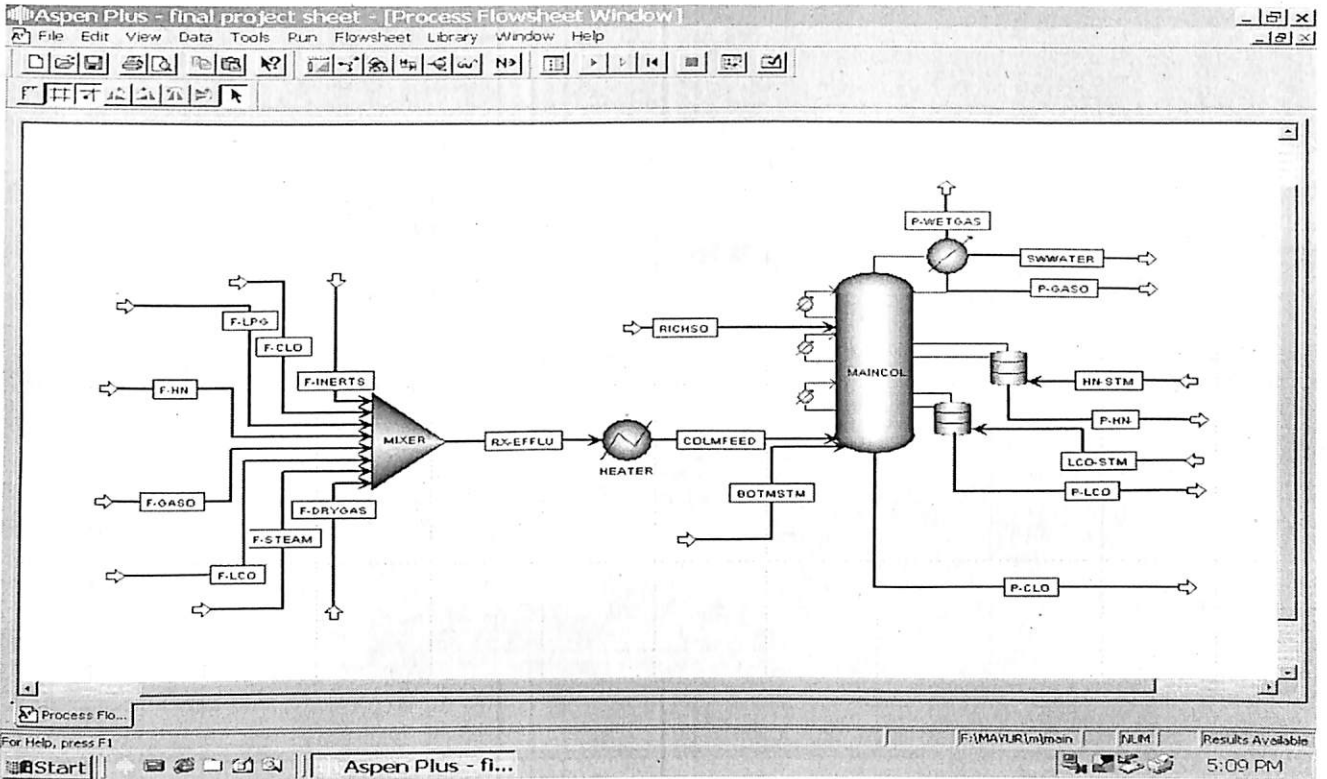 Aspen Plus - final project sheet - [Process Flowsheet Window]
File Edit View Data Tools Run Flowsheet Library Window Help
N>
P-WETGAS
SWWATER
P-GASO
F-LPG
F-CLO
RICHSO
F-INERTS
MAINCOL
HN-STM
F-HN
P-HN
MIXER
RX-EFFLU
COLMFEED
HEATER
LCO-STM
BOTMSTM
P-LCO
F-GASO
F-DRYGAS
F-STEAM
F-LCO
P-CLO
Process Flo...
For Help, press F1
F:\MAYUR\m\main
NUM
Results Available
Start
Aspen Plus - fi...
5:09 PM